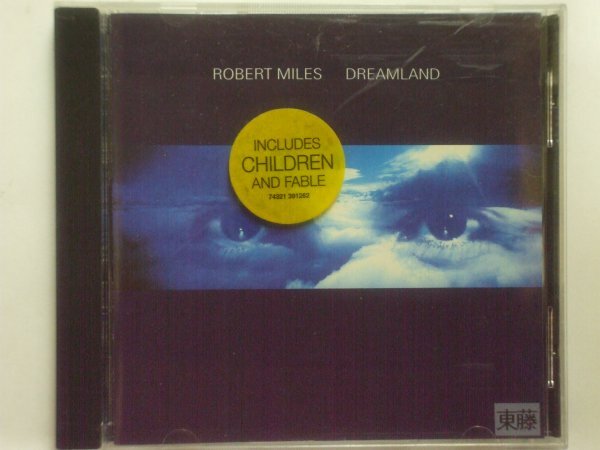 ROBERT MILES DREAMLAND
INCLUDES
CHILDREN
AND FABLE
74321 391262
東藤